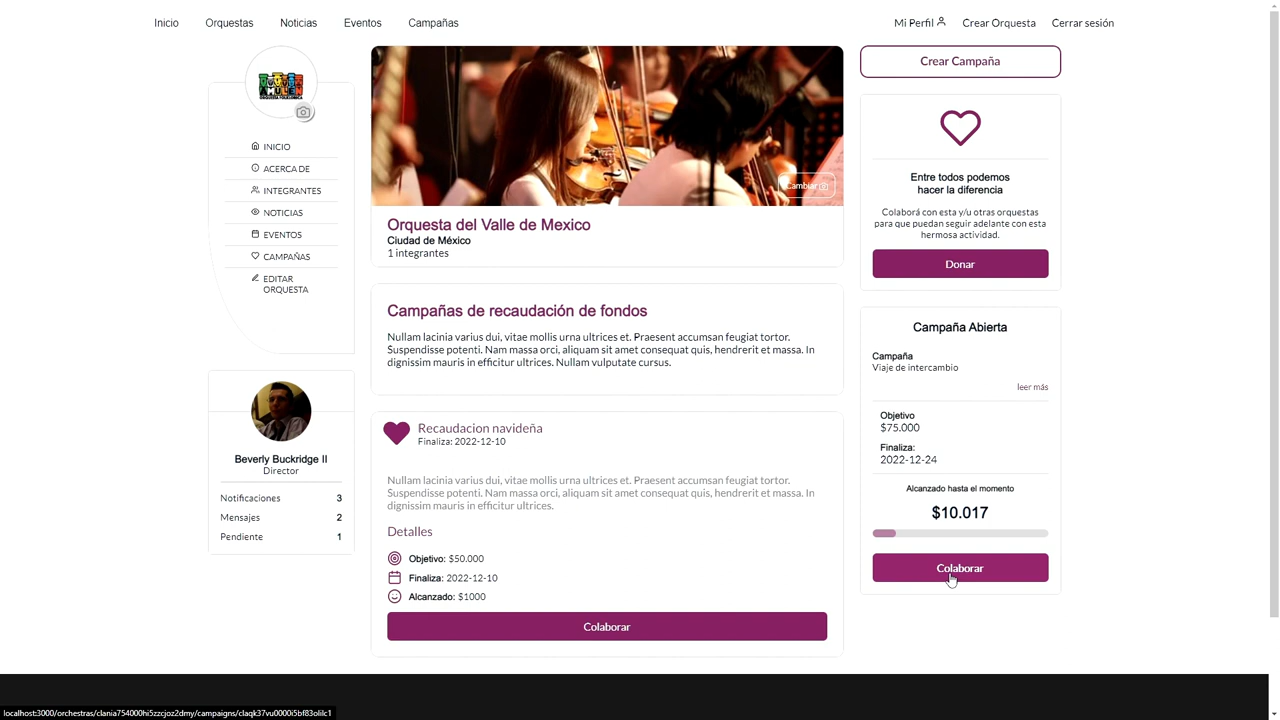 Inicio
Orquestas
Noticias
Eventos
Campañas
Mi Perfil
Crear Orquesta
Cerrar sesión
INICIO
ACERCA DE
INTEGRANTES
NOTICIAS
EVENTOS
CAMPAÑAS
EDITAR
ORQUESTA
Beverly Buckridge II
Director
Notificaciones 3
Mensajes 2
Pendiente 1
Cambiar
Orquesta del Valle de Mexico
Ciudad de México
1 integrantes
Campañas de recaudación de fondos
Nullam lacinia varius dui, vitae mollis urna ultrices et. Praesent accumsan feugiat tortor.
Suspendisse potenti. Nam massa orci, aliquam sit amet consequat quis, hendrerit et massa. In
dignissim mauris in efficitur ultrices. Nullam vulputate cursus.
Recaudacion navideña
Finaliza: 2022-12-10
Nullam lacinia varius dui, vitae mollis urna ultrices et. Praesent accumsan feugiat tortor.
Suspendisse potenti. Nam massa orci, aliquam sit amet consequat quis, hendrerit et massa. In
dignissim mauris in efficitur ultrices.
Detalles
Objetivo: $50.000
Finaliza: 2022-12-10
Alcanzado: $1000
Colaborar
Crear Campaña
Entre todos podemos
hacer la diferencia
Colaborá con esta y/u otras orquestas
para que puedan seguir adelante con esta
hermosa actividad.
Donar
Campaña Abierta
Campaña
Viaje de intercambio
leer más
Objetivo
$75.000
Finaliza:
2022-12-24
Alcanzado hasta el momento
$10.017
Colaborar